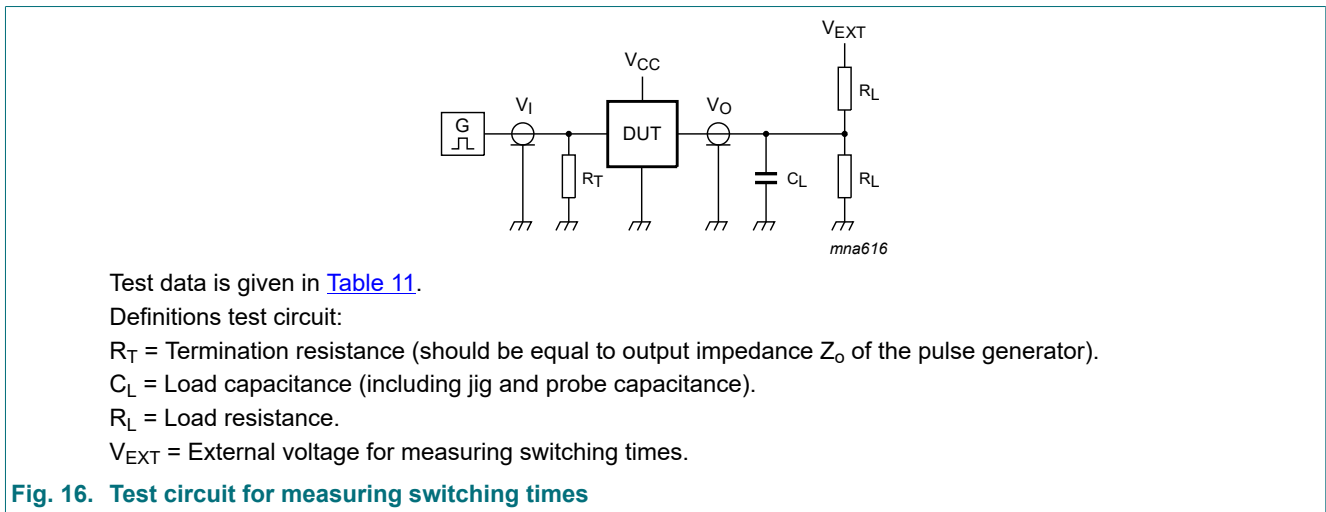 VEXT
VCC
RL
VI
VO
G
DUT
RT
CL
RL
mna616
Test data is given in Table 11.
Definitions test circuit:
RT = Termination resistance (should be equal to output impedance Zo of the pulse generator).
CL = Load capacitance (including jig and probe capacitance).
RL = Load resistance.
VEXT = External voltage for measuring switching times.
Fig. 16. Test circuit for measuring switching times